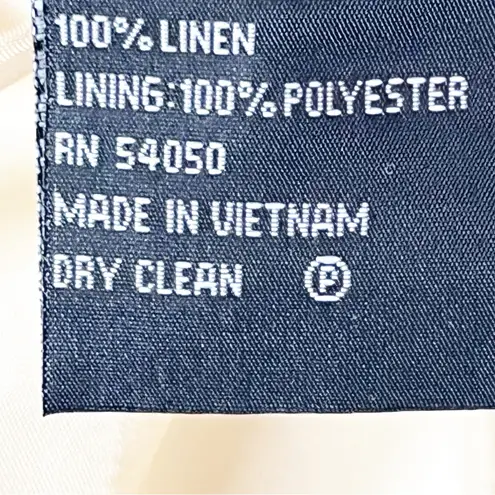 100% LINEN
LINING:100% POLYESTER
RN 54050
MADE IN VIETNAM
DRY CLEAN Ⓟ